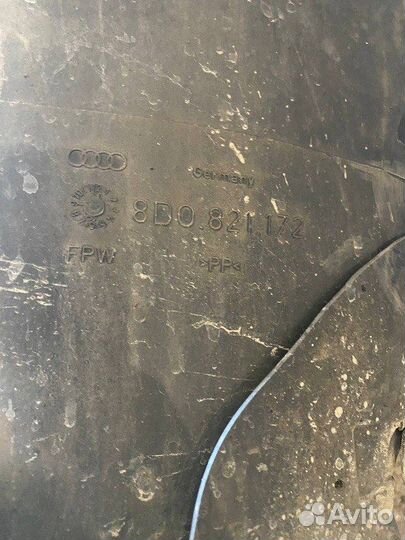 Germany
8D0.821.172
FPW >PP<
Avito